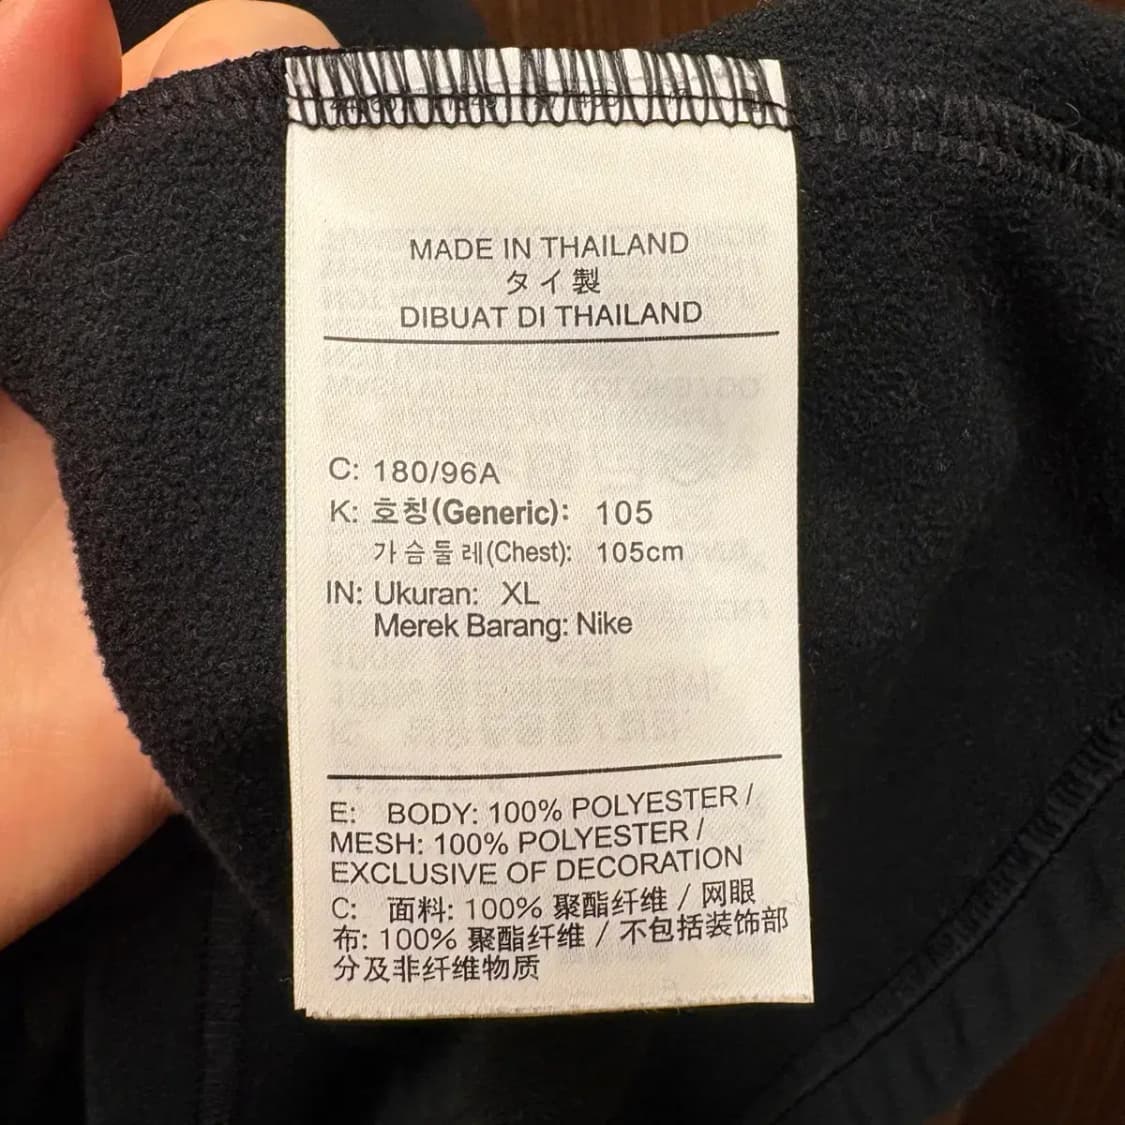 MADE IN THAILAND
タイ製
DIBUAT DI THAILAND
C: 180/96A
K: 호칭(Generic): 105
가슴둘레(Chest): 105cm
IN: Ukuran: XL
Merek Barang: Nike
E: BODY: 100% POLYESTER /
MESH: 100% POLYESTER /
EXCLUSIVE OF DECORATION
C: 面料: 100% 聚酯纤维 / 网眼
布: 100% 聚酯纤维 / 不包括装饰部
分及非纤维物质